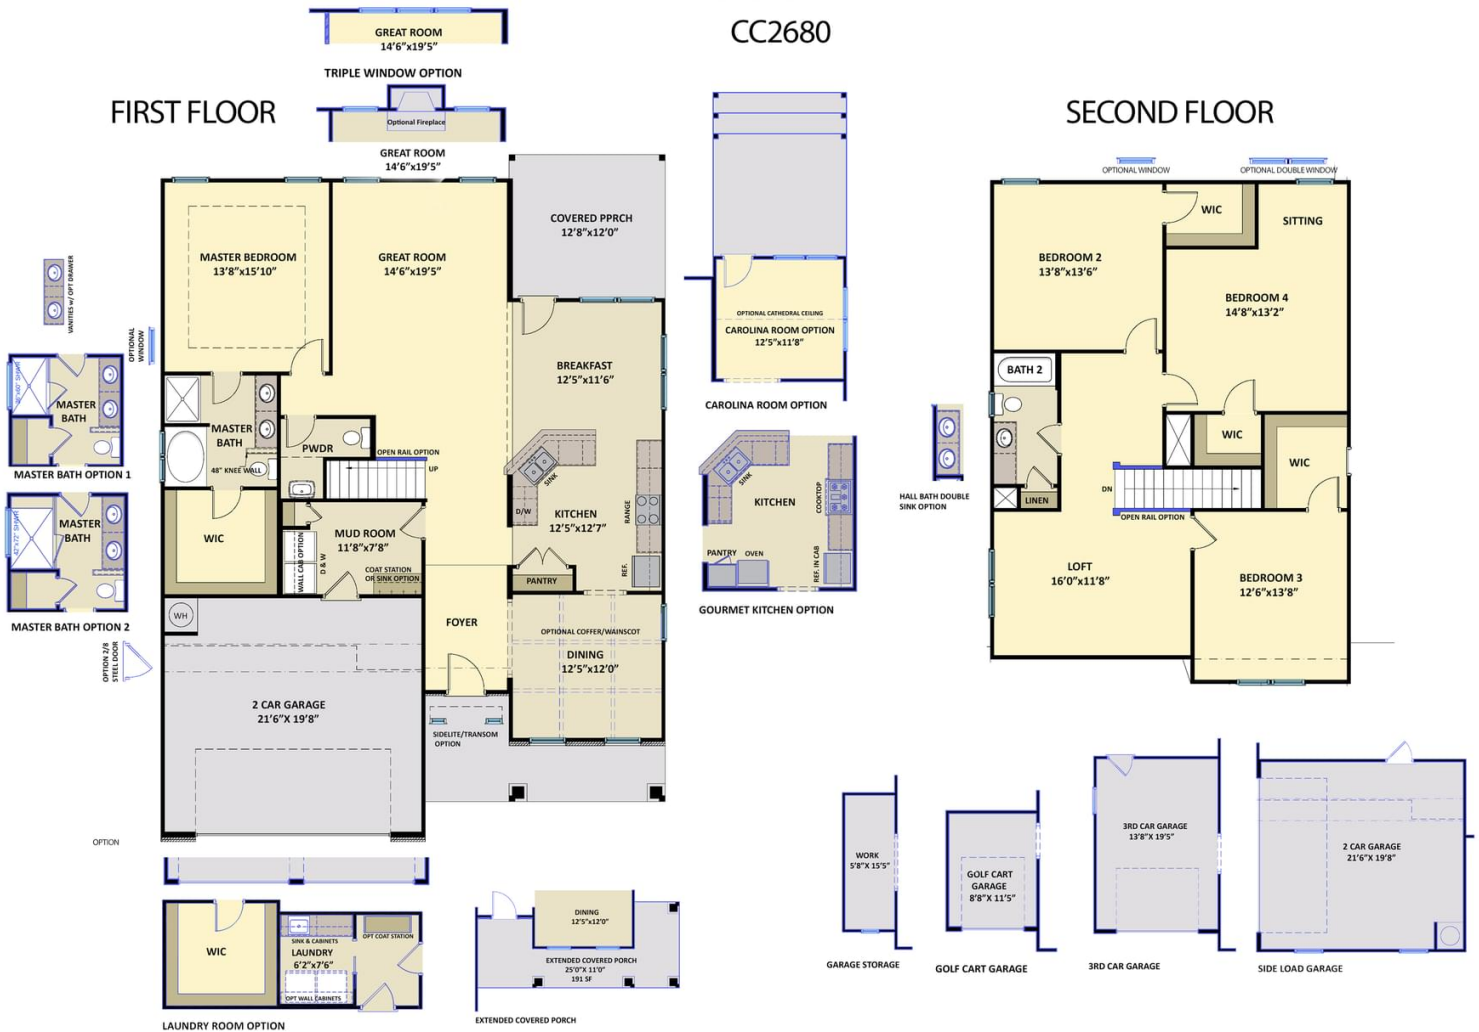 CC2680
GREAT ROOM
14'6"x19'5"
TRIPLE WINDOW OPTION
FIRST FLOOR
Optional Fireplace
GREAT ROOM
14'6"x19'5"
COVERED PPRCH
12'8"x12'0"
MASTER BEDROOM
13'8"x15'10"
GREAT ROOM
14'6"x19'5"
VANITIES w/ OPT DRAWER
OPTIONAL
WINDOW
BREAKFAST
12'5"x11'6"
MASTER
BATH
MASTER BATH OPTION 1
MASTER
BATH
48" KNEE WALL
PWDR
OPEN RAIL OPTION
UP
SINK
D/W
KITCHEN
12'5"x12'7"
RANGE
REF.
PANTRY
42"x72" SHWR
MASTER
BATH
MASTER BATH OPTION 2
WIC
MUD ROOM
11'8"x7'8"
WALL CAB OPTION
D & W
COAT STATION
OR SINK OPTION
WH
OPTION 2/8
STEEL DOOR
FOYER
OPTIONAL COFFER/WAINSCOT
DINING
12'5"x12'0"
2 CAR GARAGE
21'6"X 19'8"
SIDELITE/TRANSOM
OPTION
OPTION
WIC
SINK & CABINETS
LAUNDRY
6'2"x7'6"
OPT WALL CABINETS
OPT COAT STATION
LAUNDRY ROOM OPTION
DINING
12'5"x12'0"
EXTENDED COVERED PORCH
25'0"X 11'0"
191 SF
EXTENDED COVERED PORCH
OPTIONAL CATHEDRAL CEILING
CAROLINA ROOM OPTION
12'5"x11'8"
CAROLINA ROOM OPTION
SINK
KITCHEN
COOKTOP
PANTRY
OVEN
REF. IN CAB
GOURMET KITCHEN OPTION
SECOND FLOOR
OPTIONAL WINDOW
OPTIONAL DOUBLE WINDOW
WIC
SITTING
BEDROOM 2
13'8"x13'6"
BEDROOM 4
14'8"x13'2"
BATH 2
HALL BATH DOUBLE
SINK OPTION
WIC
WIC
LINEN
DN
OPEN RAIL OPTION
LOFT
16'0"x11'8"
BEDROOM 3
12'6"x13'8"
WORK
5'8"X 15'5"
GARAGE STORAGE
GOLF CART
GARAGE
8'8"X 11'5"
GOLF CART GARAGE
3RD CAR GARAGE
13'8"X 19'5"
3RD CAR GARAGE
2 CAR GARAGE
21'6"X 19'8"
SIDE LOAD GARAGE